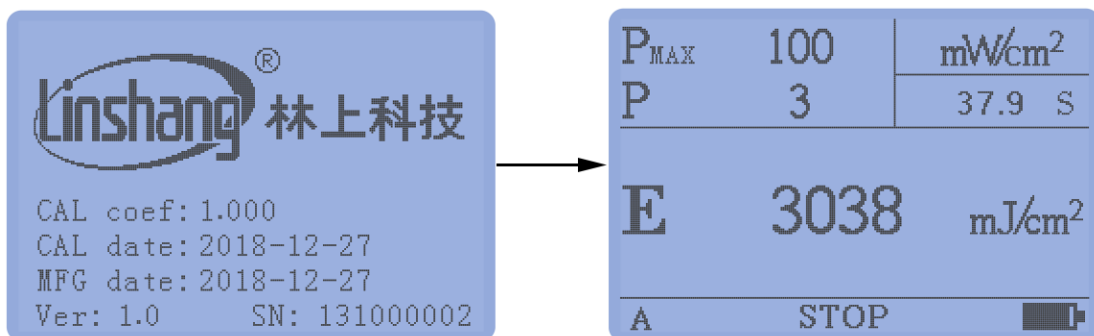 Linshang® 林上科技
CAL coef: 1.000
CAL date: 2018-12-27
MFG date: 2018-12-27
Ver: 1.0 SN: 131000002
PMAX 100 mW/cm²
P 3 37.9 S
E 3038 mJ/cm²
A STOP